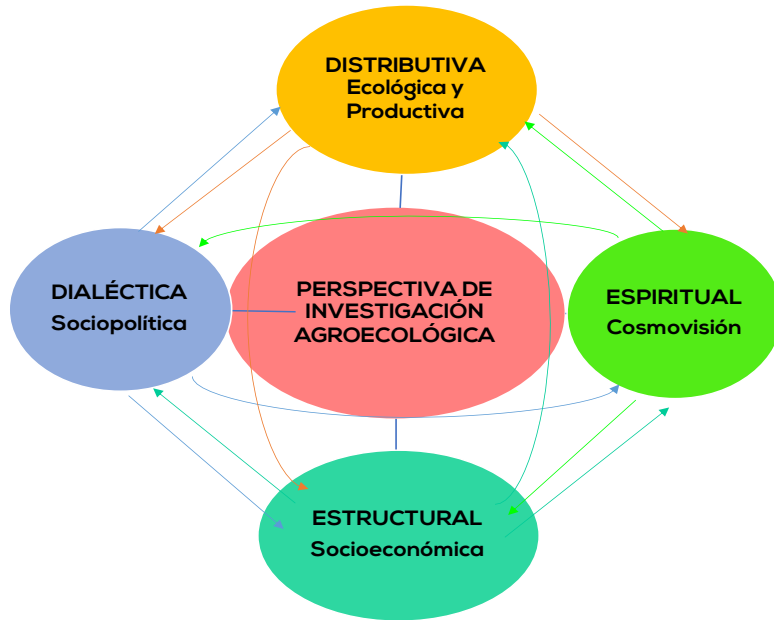 DISTRIBUTIVA
Ecológica y
Productiva
DIALÉCTICA
Sociopolítica
PERSPECTIVA DE
INVESTIGACIÓN
AGROECOLÓGICA
ESPIRITUAL
Cosmovisión
ESTRUCTURAL
Socioeconómica